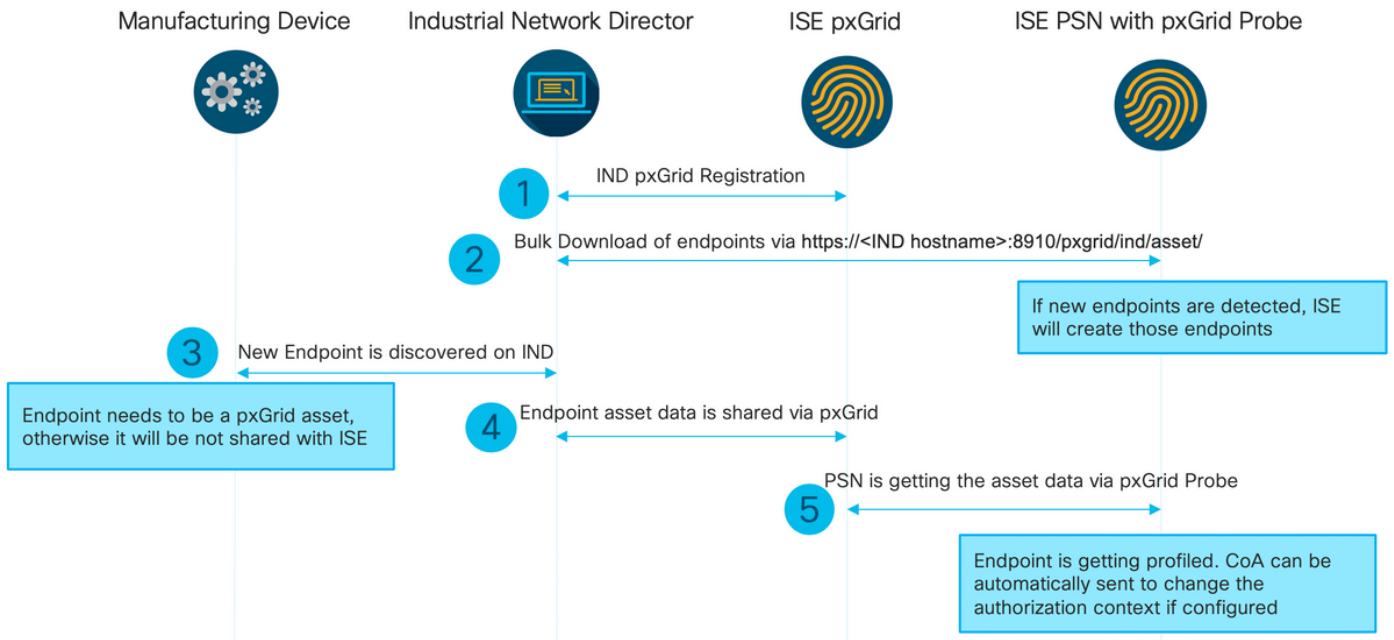 Manufacturing Device
Industrial Network Director
ISE pxGrid
ISE PSN with pxGrid Probe
1
IND pxGrid Registration
2
Bulk Download of endpoints via https://<IND hostname>:8910/pxgrid/ind/asset/
If new endpoints are detected, ISE
will create those endpoints
3
New Endpoint is discovered on IND
Endpoint needs to be a pxGrid asset,
otherwise it will be not shared with ISE
4
Endpoint asset data is shared via pxGrid
PSN is getting the asset data via pxGrid Probe
5
Endpoint is getting profiled. CoA can be
automatically sent to change the
authorization context if configured